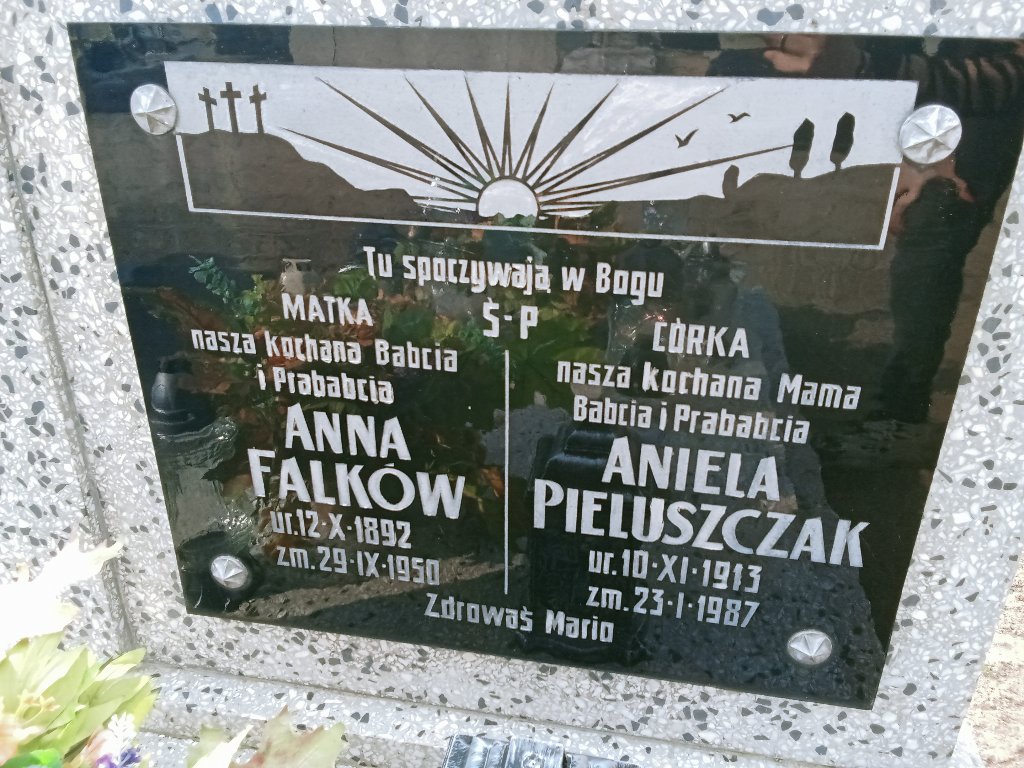 Tu spoczywają w Bogu
Ś-P
MATKA
nasza kochana Babcia
i Prababcia
ANNA
FALKÓW
ur. 12·X·1892
zm. 29·IX·1950
CÓRKA
nasza kochana Mama
Babcia i Prababcia
ANIELA
PIELUSZCZAK
ur. 10·XI·1913
zm. 23·I·1987
Zdrowaś Mario